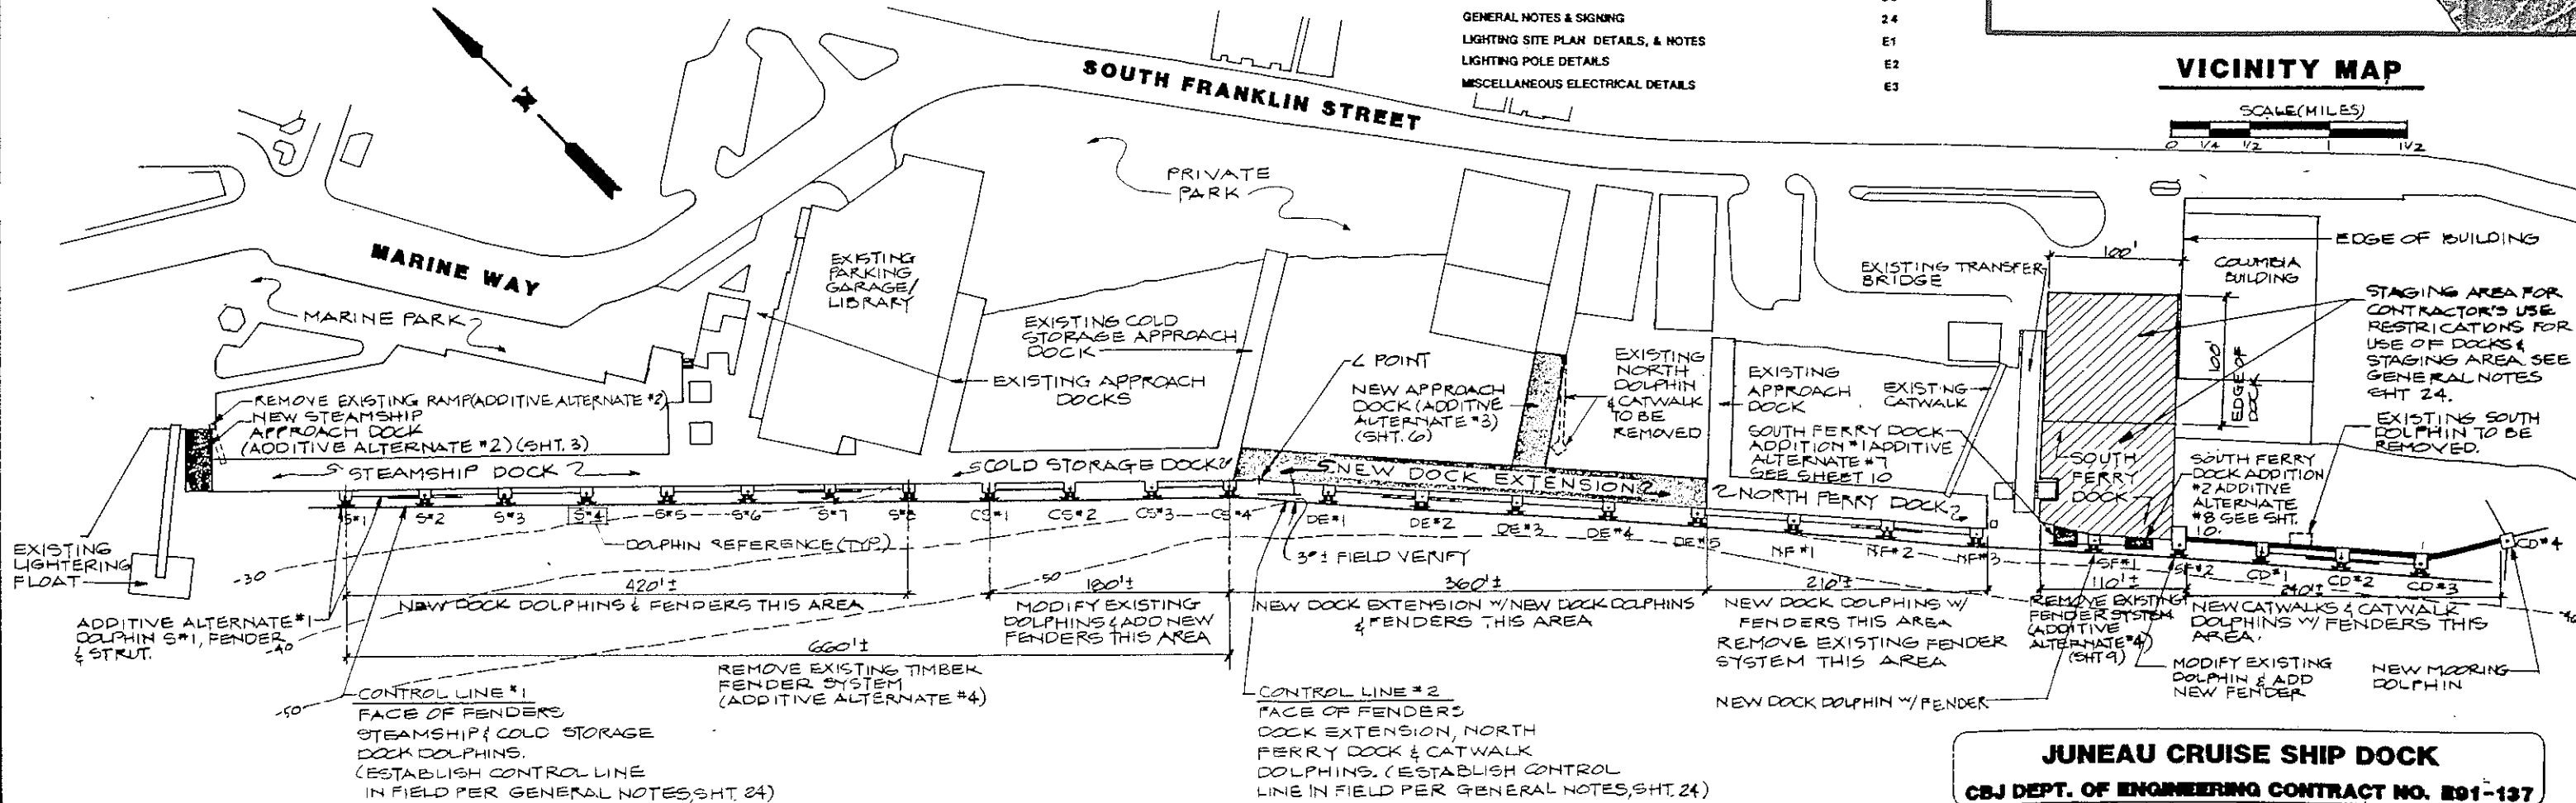 GENERAL NOTES & SIGNING 24
LIGHTING SITE PLAN DETAILS, & NOTES E1
LIGHTING POLE DETAILS E2
MISCELLANEOUS ELECTRICAL DETAILS E3
VICINITY MAP
SCALE (MILES)
0 1/4 1/2 1 1 1/2
N
SOUTH FRANKLIN STREET
MARINE WAY
PRIVATE
PARK
MARINE PARK
EXISTING
PARKING
GARAGE/
LIBRARY
EXISTING COLD
STORAGE APPROACH
DOCK
EXISTING APPROACH
DOCKS
∠ POINT
NEW APPROACH
DOCK (ADDITIVE
ALTERNATE #3)
(SHT. 6)
EXISTING
NORTH
DOLPHIN
& CATWALK
TO BE
REMOVED
EXISTING
APPROACH
DOCK
EXISTING
CATWALK
EXISTING TRANSFER
BRIDGE
100'
EDGE OF BUILDING
COLUMBIA
BUILDING
100'
EDGE OF
DOCK
STAGING AREA FOR
CONTRACTOR'S USE
RESTRICATIONS FOR
USE OF DOCKS &
STAGING AREA SEE
GENERAL NOTES
SHT 24.
EXISTING SOUTH
DOLPHIN TO BE
REMOVED.
SOUTH FERRY DOCK
ADDITION #1 ADDITIVE
ALTERNATE #7
SEE SHEET 10
SOUTH
FERRY
DOCK
SOUTH FERRY
DOCK ADDITION
#2 ADDITIVE
ALTERNATE
#8 SEE SHT.
10.
REMOVE EXISTING RAMP (ADDITIVE ALTERNATE #2)
NEW STEAMSHIP
APPROACH DOCK
(ADDITIVE ALTERNATE #2) (SHT. 3)
STEAMSHIP DOCK
COLD STORAGE DOCK
NEW DOCK EXTENSION
NORTH FERRY DOCK
S#1 S#2 S#3 S#4 S#5 S#6 S#7 S#8 CS#1 CS#2 CS#3 CS#4 DE#1 DE#2 DE#3 DE#4 DE#5 NF#1 NF#2 NF#3 SF#1 SF#2 CD#1 CD#2 CD#3 CD#4
DOLPHIN REFERENCE (TYP.)
3°± FIELD VERIFY
EXISTING
LIGHTERING
FLOAT
-30
-40
-50
-50
420'±
NEW DOCK DOLPHINS & FENDERS THIS AREA
180'±
MODIFY EXISTING
DOLPHINS & ADD NEW
FENDERS THIS AREA
360'±
NEW DOCK EXTENSION W/NEW DOCK DOLPHINS
& FENDERS THIS AREA
210'±
NEW DOCK DOLPHINS W/
FENDERS THIS AREA
REMOVE EXISTING FENDER
SYSTEM THIS AREA
110'±
REMOVE EXISTING
FENDER SYSTEM
(ADDITIVE
ALTERNATE #4)
(SHT 9)
240'±
NEW CATWALKS & CATWALK
DOLPHINS W/ FENDERS THIS
AREA.
MODIFY EXISTING
DOLPHIN & ADD
NEW FENDER
NEW MOORING
DOLPHIN
NEW DOCK DOLPHIN W/FENDER
ADDITIVE ALTERNATE #1
DOLPHIN S#1, FENDER
& STRUT.
660'±
REMOVE EXISTING TIMBER
FENDER SYSTEM
(ADDITIVE ALTERNATE #4)
CONTROL LINE #1
FACE OF FENDERS
STEAMSHIP & COLD STORAGE
DOCK DOLPHINS.
(ESTABLISH CONTROL LINE
IN FIELD PER GENERAL NOTES, SHT. 24)
CONTROL LINE #2
FACE OF FENDERS
DOCK EXTENSION, NORTH
FERRY DOCK & CATWALK
DOLPHINS. (ESTABLISH CONTROL
LINE IN FIELD PER GENERAL NOTES, SHT. 24)
JUNEAU CRUISE SHIP DOCK
CBJ DEPT. OF ENGINEERING CONTRACT NO. E91-137